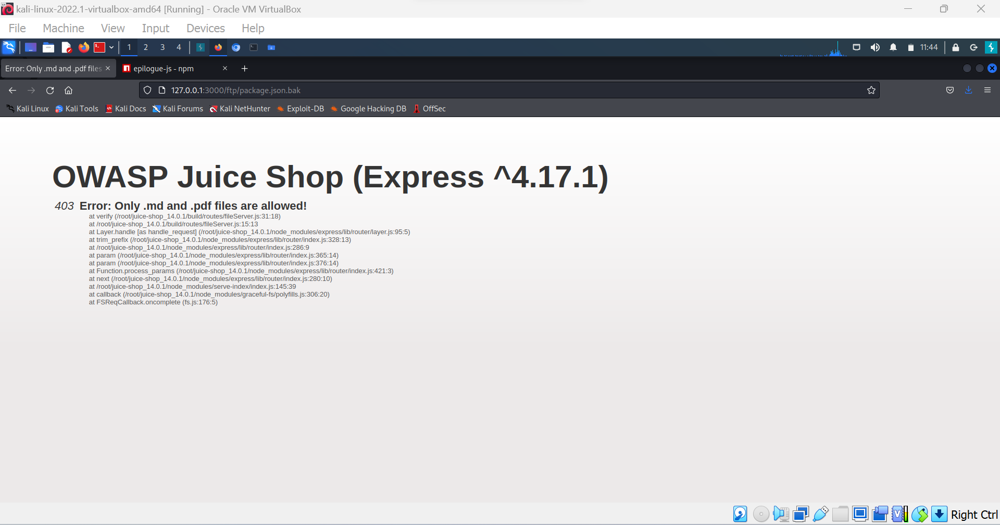 kali-linux-2022.1-virtualbox-amd64 [Running] - Oracle VM VirtualBox
File Machine View Input Devices Help
1 2 3 4 11:44
Error: Only .md and .pdf files epilogue-js - npm
127.0.0.1:3000/ftp/package.json.bak
Kali Linux Kali Tools Kali Docs Kali Forums Kali NetHunter Exploit-DB Google Hacking DB OffSec
OWASP Juice Shop (Express ^4.17.1)
403 Error: Only .md and .pdf files are allowed!
at verify (/root/juice-shop_14.0.1/build/routes/fileServer.js:31:18)
at /root/juice-shop_14.0.1/build/routes/fileServer.js:15:13
at Layer.handle [as handle_request] (/root/juice-shop_14.0.1/node_modules/express/lib/router/layer.js:95:5)
at trim_prefix (/root/juice-shop_14.0.1/node_modules/express/lib/router/index.js:328:13)
at /root/juice-shop_14.0.1/node_modules/express/lib/router/index.js:286:9
at param (/root/juice-shop_14.0.1/node_modules/express/lib/router/index.js:365:14)
at param (/root/juice-shop_14.0.1/node_modules/express/lib/router/index.js:376:14)
at Function.process_params (/root/juice-shop_14.0.1/node_modules/express/lib/router/index.js:421:3)
at next (/root/juice-shop_14.0.1/node_modules/express/lib/router/index.js:280:10)
at /root/juice-shop_14.0.1/node_modules/serve-index/index.js:145:39
at callback (/root/juice-shop_14.0.1/node_modules/graceful-fs/polyfills.js:306:20)
at FSReqCallback.oncomplete (fs.js:176:5)
Right Ctrl